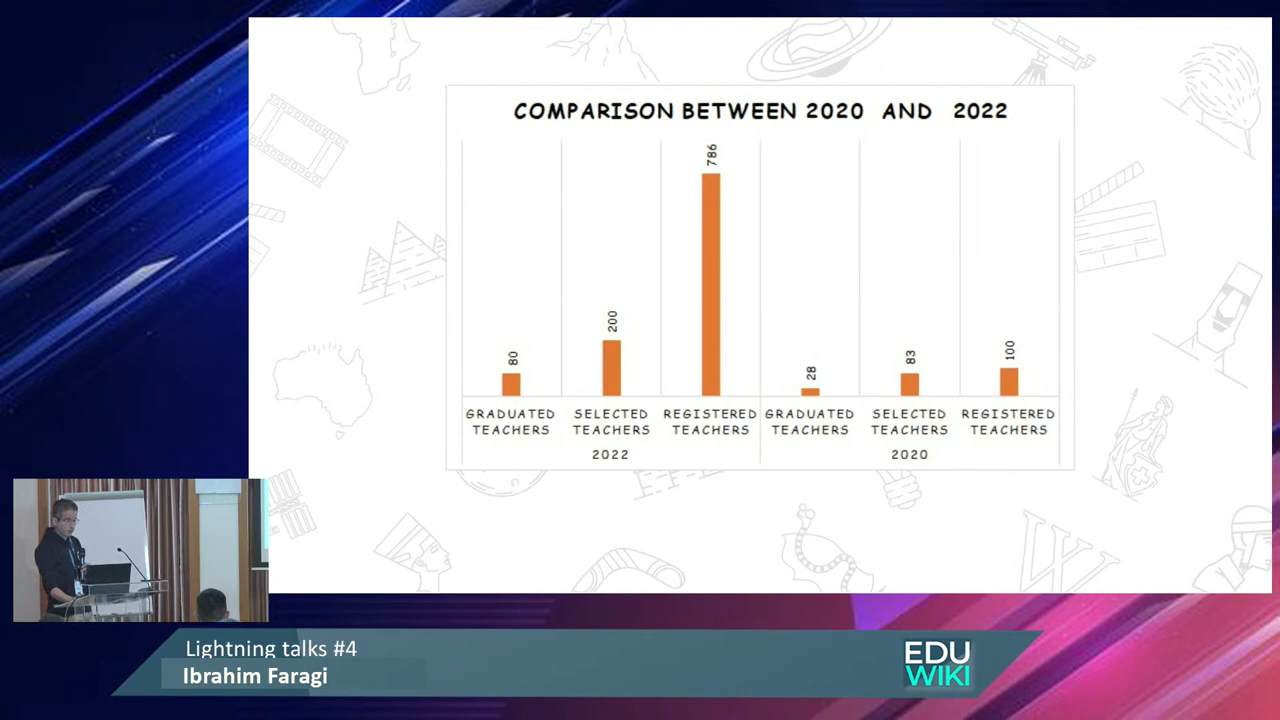 COMPARISON BETWEEN 2020 AND 2022
80
200
786
28
83
100
GRADUATED TEACHERS
SELECTED TEACHERS
REGISTERED TEACHERS
GRADUATED TEACHERS
SELECTED TEACHERS
REGISTERED TEACHERS
2022
2020
Lightning talks #4
Ibrahim Faragi
EDU
WIKI